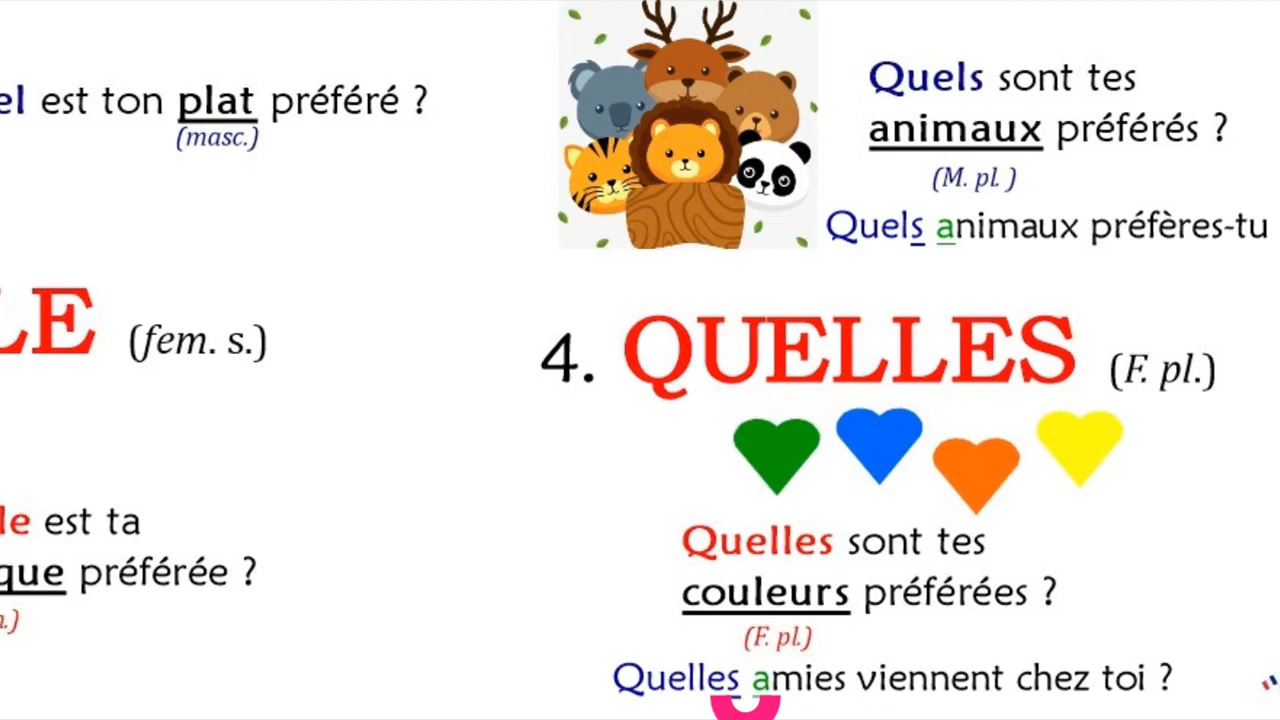 el est ton plat préféré ?
(masc.)
Quels sont tes
animaux préférés ?
(M. pl.)
Quels animaux préfères-tu
LE (fem. s.)
4. QUELLES (F. pl.)
le est ta
que préférée ?
.)
Quelles sont tes
couleurs préférées ?
(F. pl.)
Quelles amies viennent chez toi ?